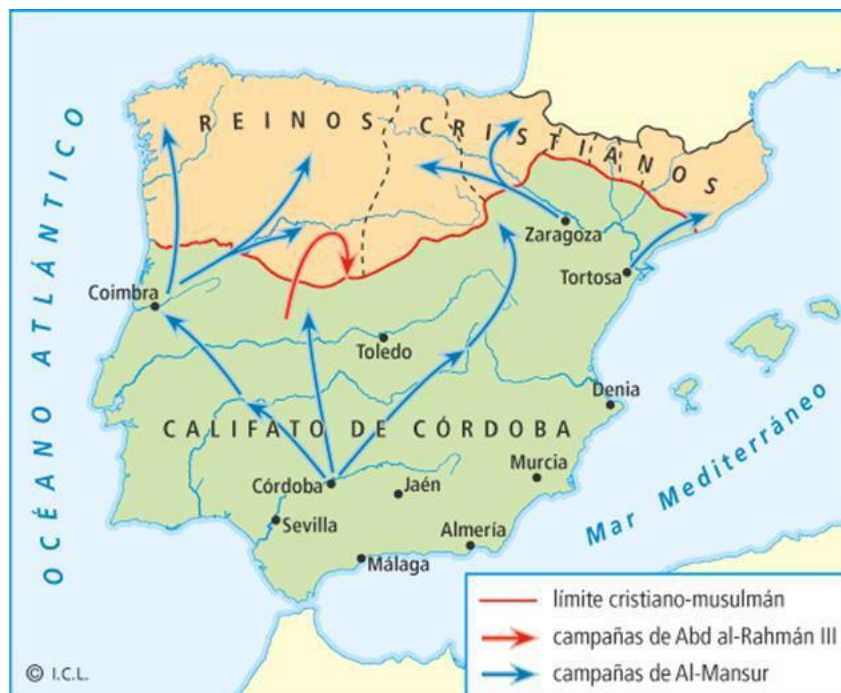 OCÉANO ATLÁNTICO
REINOS CRISTIANOS
Zaragoza
Tortosa
Coimbra
Toledo
Denia
CALIFATO DE CÓRDOBA
Murcia
Córdoba
Jaén
Sevilla
Almería
Málaga
Mar Mediterráneo
límite cristiano-musulmán
campañas de Abd al-Rahmán III
campañas de Al-Mansur
© I.C.L.